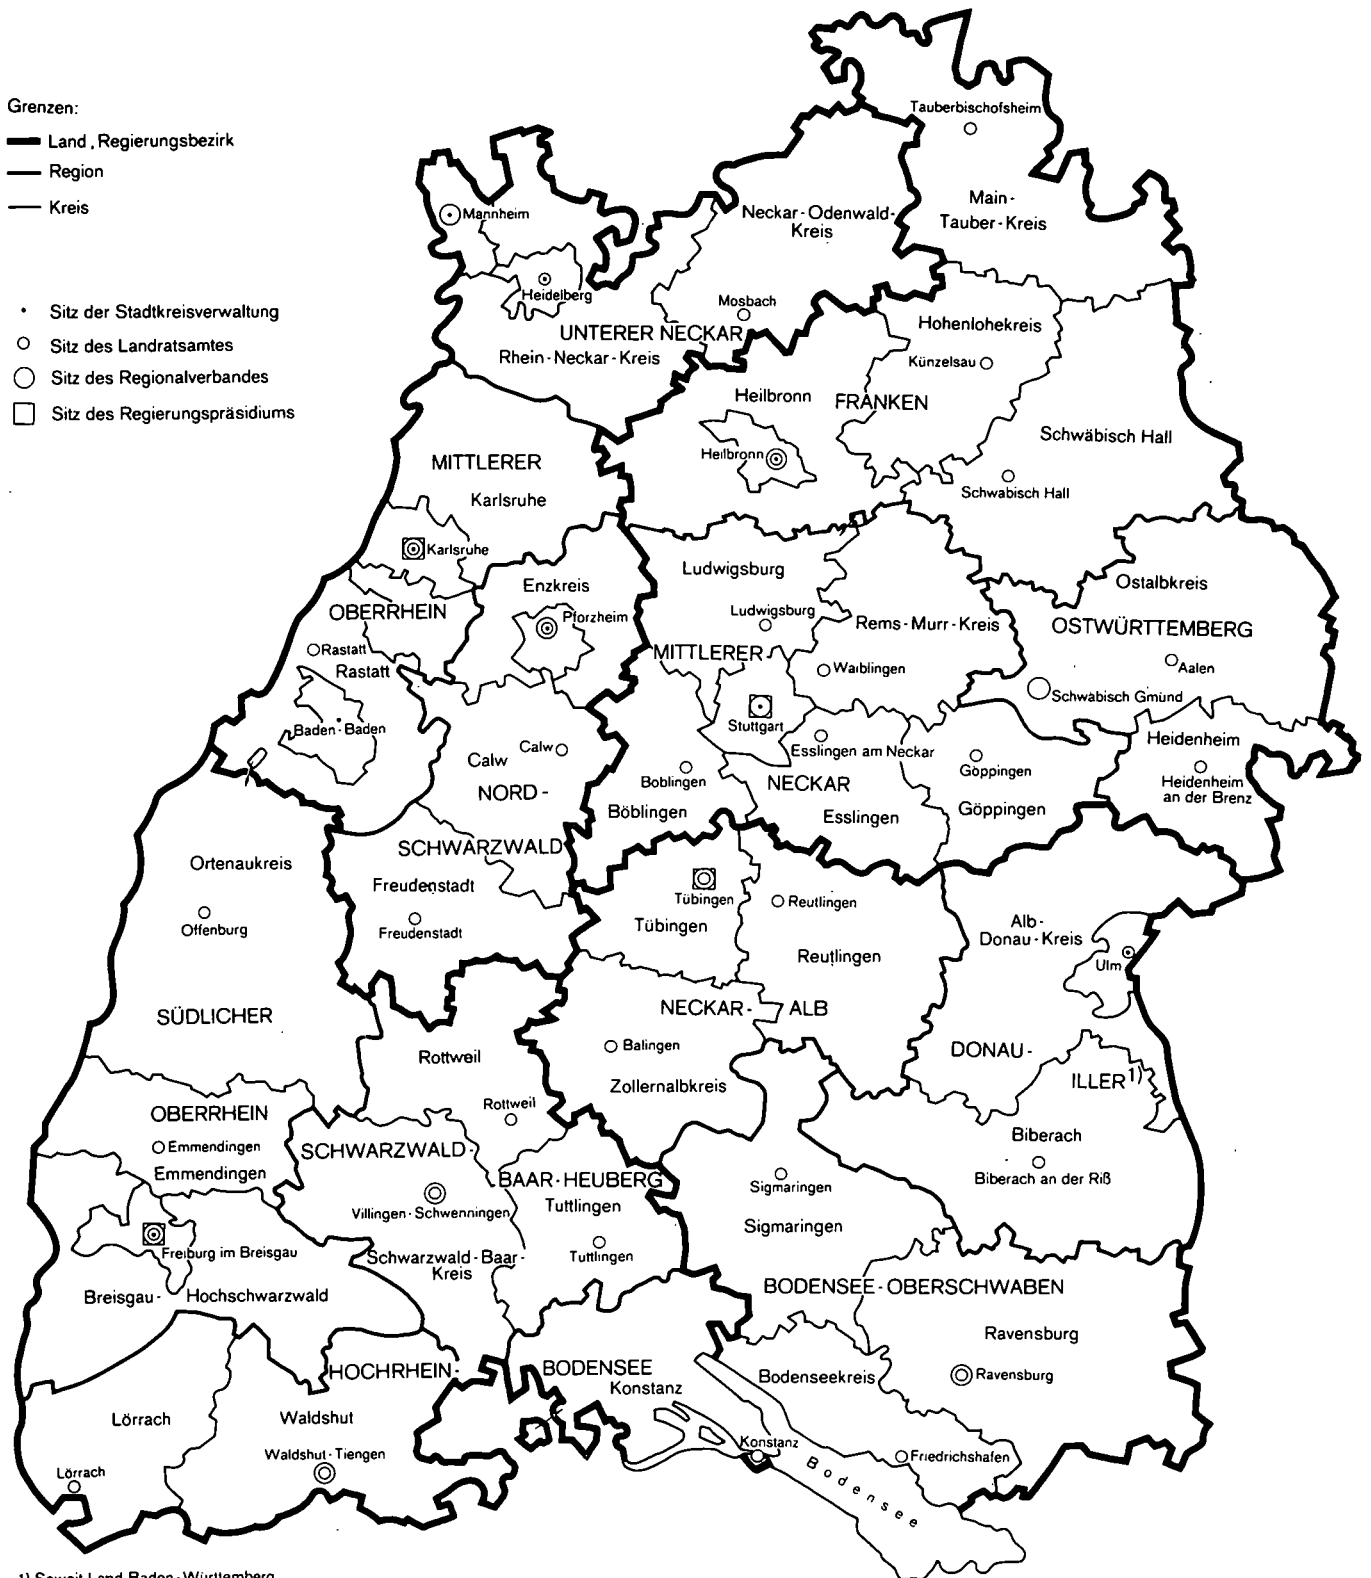 Grenzen:
Land, Regierungsbezirk
Region
Kreis
Sitz der Stadtkreisverwaltung
Sitz des Landratsamtes
Sitz des Regionalverbandes
Sitz des Regierungspräsidiums
Tauberbischofsheim
Main-
Tauber-Kreis
Neckar-Odenwald-
Kreis
Mannheim
Heidelberg
Mosbach
UNTERER NECKAR
Rhein-Neckar-Kreis
Hohenlohekreis
Künzelsau
Heilbronn
FRANKEN
Schwäbisch Hall
Heilbronn
Schwäbisch Hall
MITTLERER
Karlsruhe
Karlsruhe
Enzkreis
Ludwigsburg
Ostalbkreis
OBERRHEIN
Pforzheim
Ludwigsburg
Rems-Murr-Kreis
OSTWÜRTTEMBERG
Rastatt
Rastatt
MITTLERER
Waiblingen
Aalen
Schwäbisch Gmünd
Baden-Baden
Stuttgart
Calw
Calw
Esslingen am Neckar
Heidenheim
NORD-
Böblingen
NECKAR
Göppingen
Heidenheim
an der Brenz
Böblingen
Esslingen
Göppingen
SCHWARZWALD
Ortenaukreis
Freudenstadt
Tübingen
Reutlingen
Offenburg
Freudenstadt
Tübingen
Alb-
Donau-Kreis
Reutlingen
Ulm
SÜDLICHER
NECKAR-
ALB
Rottweil
Balingen
DONAU-
Zollernalbkreis
ILLER 1)
OBERRHEIN
Rottweil
Emmendingen
SCHWARZWALD-
Biberach
Emmendingen
BAAR-HEUBERG
Sigmaringen
Biberach an der Riß
Villingen-Schwenningen
Tuttlingen
Sigmaringen
Freiburg im Breisgau
Schwarzwald-Baar-
Kreis
Tuttlingen
Breisgau-
Hochschwarzwald
BODENSEE-OBERSCHWABEN
Ravensburg
HOCHRHEIN-
BODENSEE
Bodenseekreis
Ravensburg
Konstanz
Lörrach
Waldshut
Waldshut-Tiengen
Konstanz
Friedrichshafen
Lörrach
Bodensee
1) Soweit Land Baden-Württemberg